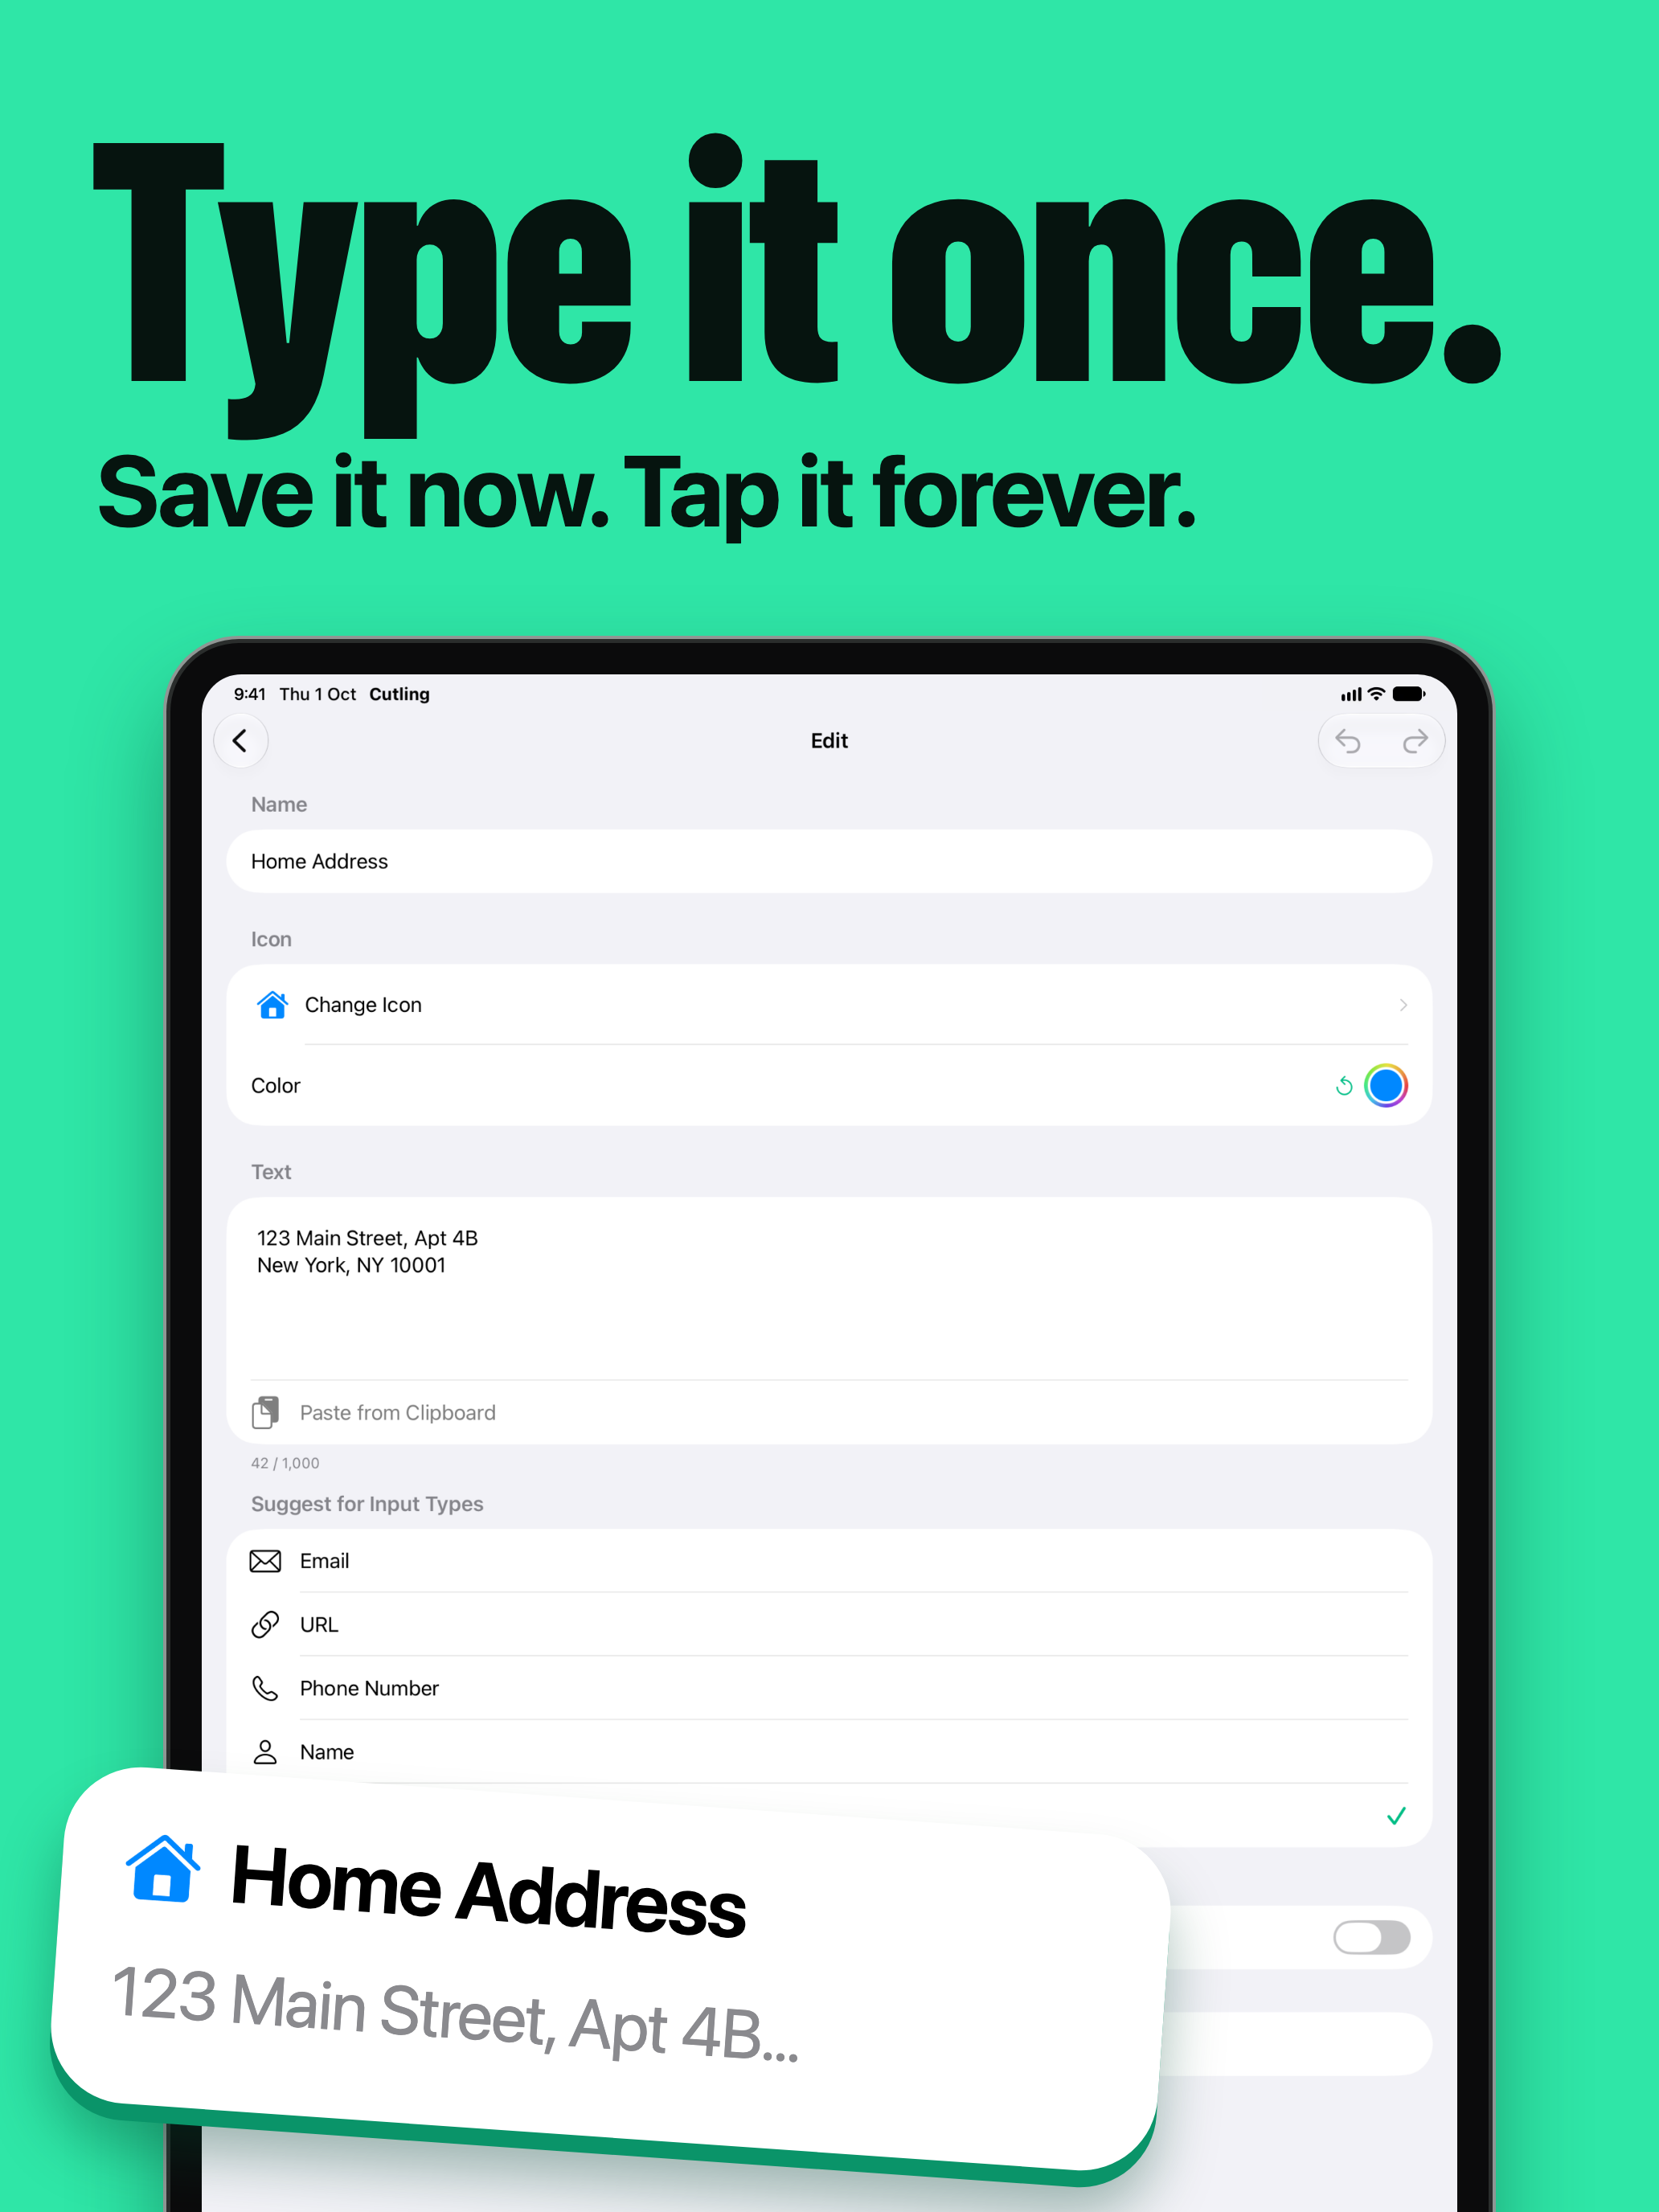 Type it once.
Save it now. Tap it forever.
9:41 Thu 1 Oct Cutling
Edit
Name
Home Address
Icon
Change Icon
Color
Text
123 Main Street, Apt 4B
New York, NY 10001
Paste from Clipboard
42 / 1,000
Suggest for Input Types
Email
URL
Phone Number
Name
Home Address
123 Main Street, Apt 4B...